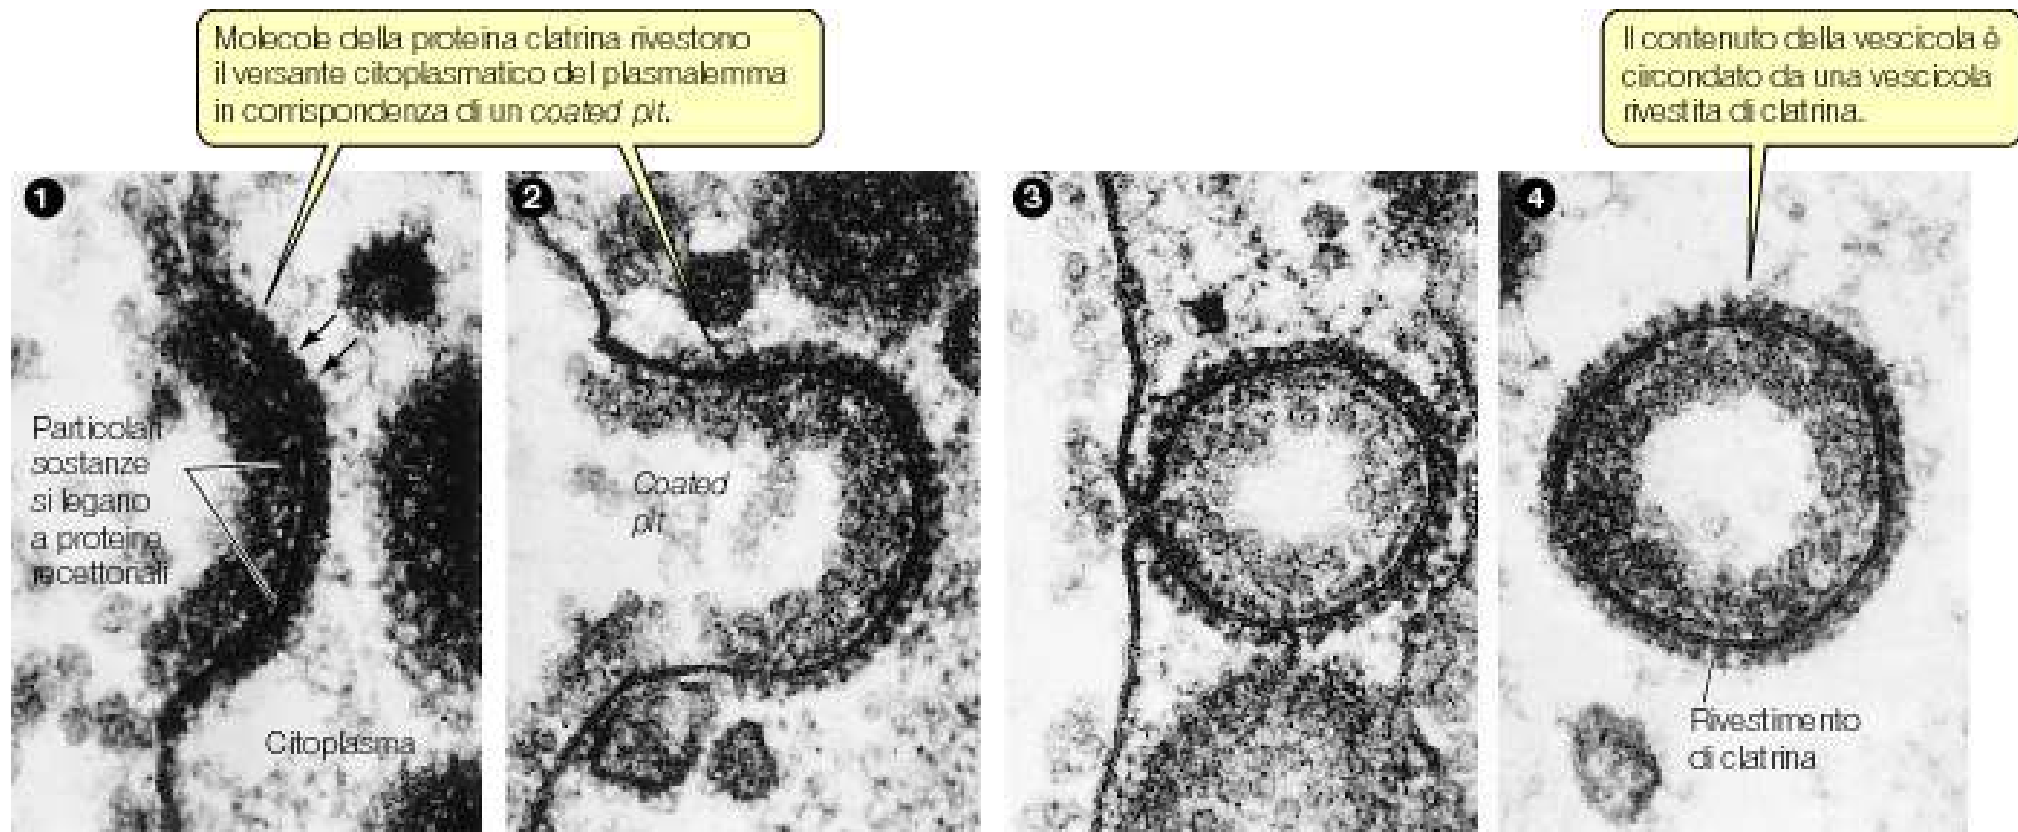 Molecole della proteina clatrina rivestono
il versante citoplasmatico del plasmalemma
in corrispondenza di un coated pit.
Il contenuto della vescicola è
circondato da una vescicola
rivestita di clatrina.
1
2
3
4
Particolari
sostanze
si legano
a proteine
recettoriali
Citoplasma
Coated
pit
Rivestimento
di clatrina